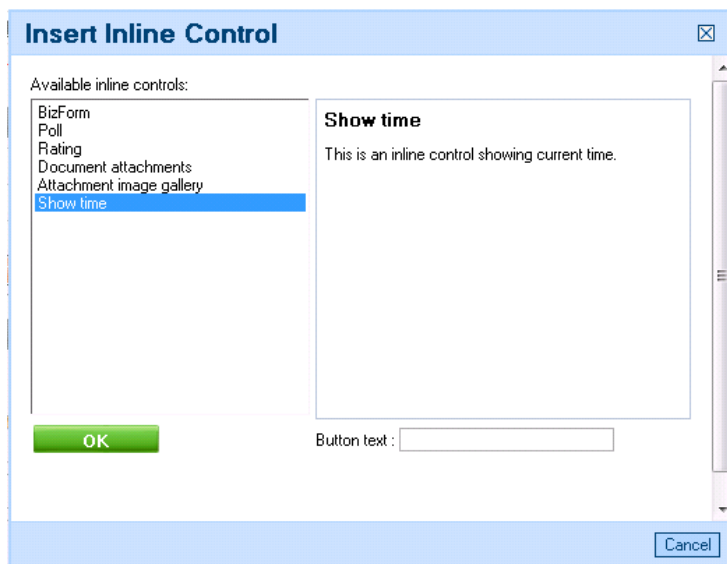 Insert Inline Control
Available inline controls:
BizForm
Poll
Rating
Document attachments
Attachment image gallery
Show time
Show time
This is an inline control showing current time.
OK
Button text :
Cancel